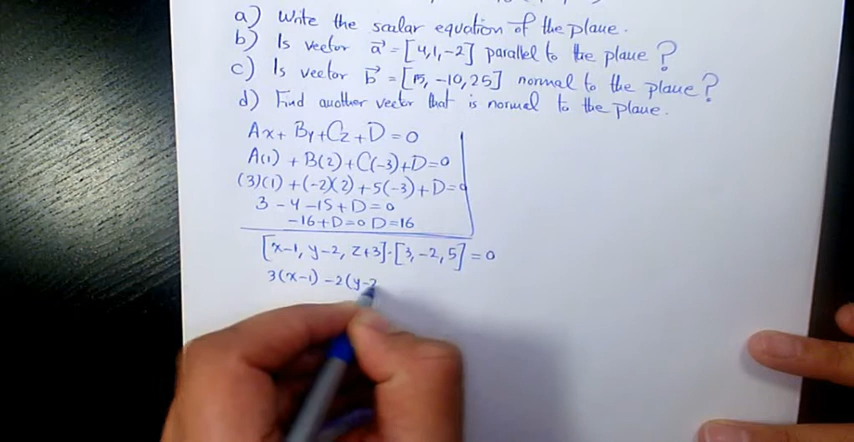 a) Write the scalar equation of the plane.
b) Is vector a⃗ = [4,1,-2] parallel to the plane?
c) Is vector b⃗ = [15, -10, 25] normal to the plane?
d) Find another vector that is normal to the plane.
Ax + By + Cz + D = 0
A(1) + B(2) + C(-3) + D = 0
(3)(1) + (-2)(2) + 5(-3) + D = 0
3 - 4 - 15 + D = 0
-16 + D = 0 D = 16
[x-1, y-2, z+3]·[3, -2, 5] = 0
3(x-1) -2(y-2